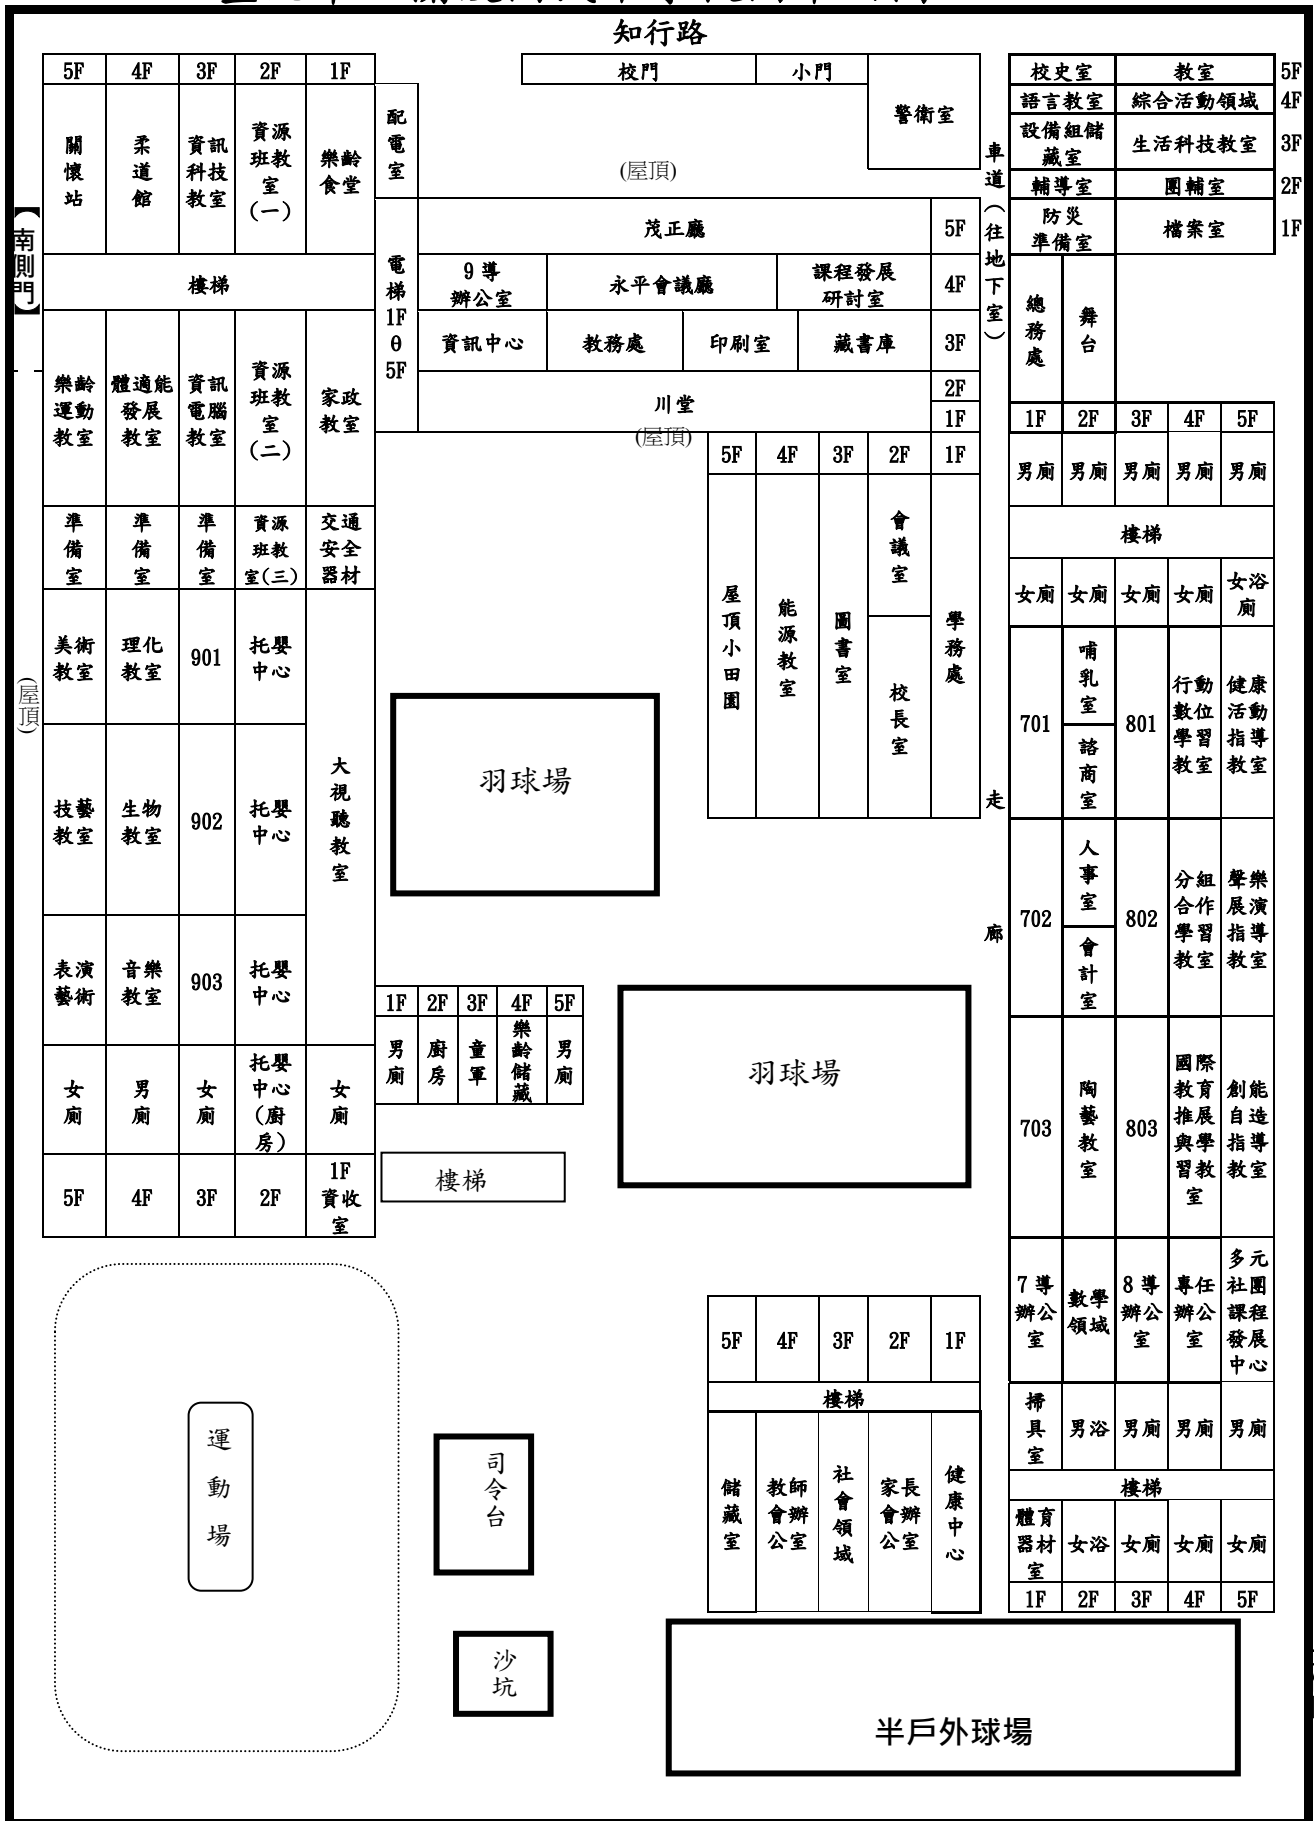 知行路
5F 4F 3F 2F 1F
關懷站
柔道館
資訊科技教室
資源班教室(一)
樂齡食堂
配電室
校門
小門
警衛室
(屋頂)
車道(往地下室)
校史室 教室 5F
語言教室 綜合活動領域 4F
設備組儲藏室 生活科技教室 3F
輔導室 團輔室 2F
防災準備室 檔案室 1F
【南側門】
樓梯
電梯1Fθ5F
茂正廳 5F
9導辦公室 永平會議廳 課程發展研討室 4F
資訊中心 教務處 印刷室 藏書庫 3F
川堂 2F
1F
(屋頂)
總務處
舞台
樂齡運動教室
體適能發展教室
資訊電腦教室
資源班教室(二)
家政教室
準備室
準備室
準備室
資源班教室(三)
交通安全器材
美術教室 理化教室 901 托嬰中心
(屋頂)
技藝教室 生物教室 902 托嬰中心
大視聽教室
表演藝術 音樂教室 903 托嬰中心
女廁 男廁 女廁 托嬰中心(廚房) 女廁
5F 4F 3F 2F 1F資收室
1F 2F 3F 4F 5F
男廁 廚房 童軍 樂齡儲藏 男廁
樓梯
5F 4F 3F 2F 1F
屋頂小田園
能源教室
圖書室
會議室
校長室
學務處
羽球場
羽球場
走廊
1F 2F 3F 4F 5F
男廁 男廁 男廁 男廁 男廁
樓梯
女廁 女廁 女廁 女廁 女浴廁
701
哺乳室
諮商室
801
行動數位學習教室
健康活動指導教室
702
人事室
會計室
802
分組合作學習教室
聲樂展演指導教室
703
陶藝教室
803
國際教育推展與學習教室
創能自造指導教室
7導辦公室
數學領域
8導辦公室
專任辦公室
多元社團課程發展中心
掃具室 男浴 男廁 男廁 男廁
樓梯
體育器材室 女浴 女廁 女廁 女廁
1F 2F 3F 4F 5F
5F 4F 3F 2F 1F
樓梯
儲藏室
教師會辦公室
社會領域
家長會辦公室
健康中心
運動場
司令台
沙坑
半戶外球場